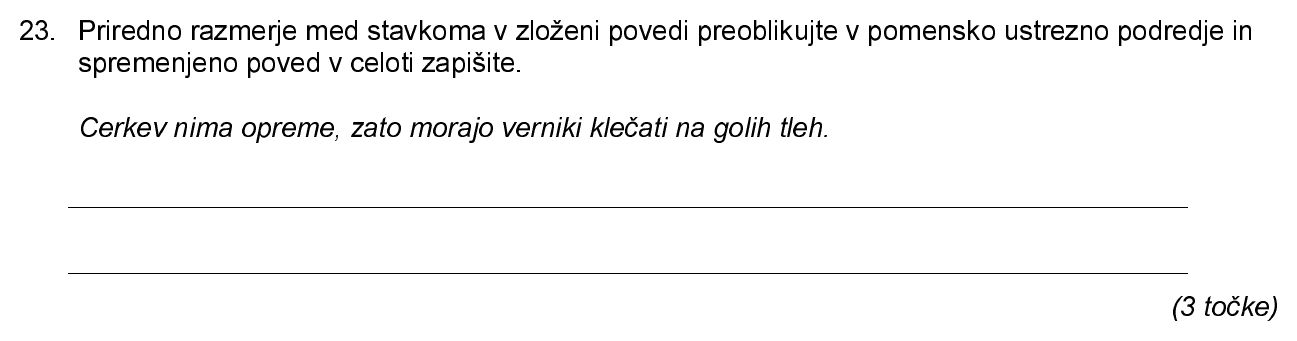 23. Priredno razmerje med stavkoma v zloženi povedi preoblikujte v pomensko ustrezno podredje in
spremenjeno poved v celoti zapišite.
Cerkev nima opreme, zato morajo verniki klečati na golih tleh.
(3 točke)